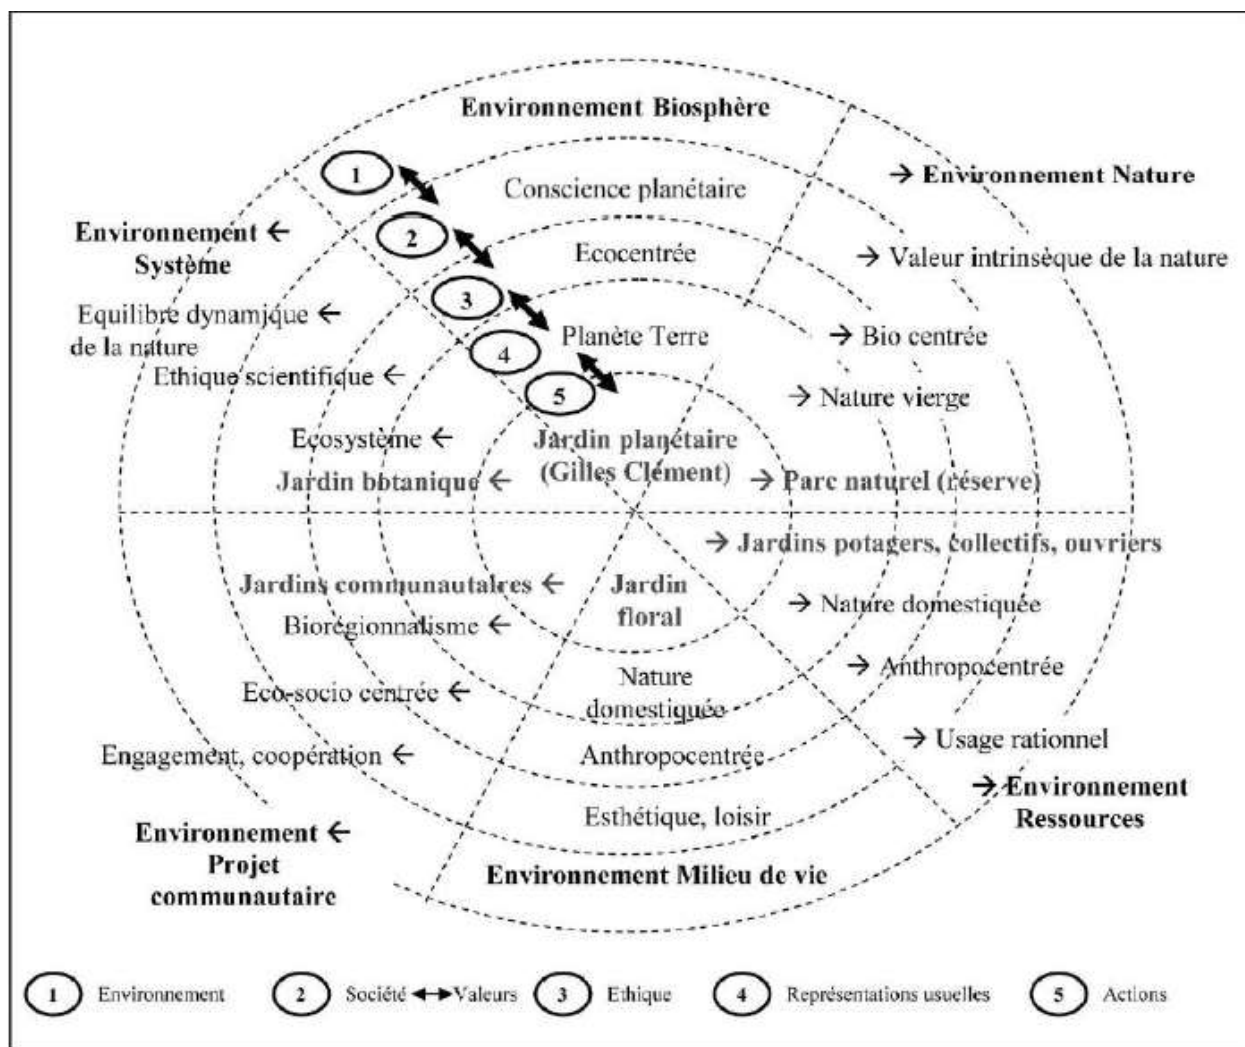 Environnement Biosphère
1
→ Environnement Nature
Conscience planétaire
Environnement ←
Système
2
Ecocentrée
→ Valeur intrinsèque de la nature
3
Equilibre dynamique ←
de la nature
Planète Terre
→ Bio centrée
4
Ethique scientifique ←
5
→ Nature vierge
Ecosystème ←
Jardin planétaire
(Gilles Clément)
Jardin botanique ←
→ Parc naturel (réserve)
→ Jardins potagers, collectifs, ouvriers
Jardins communautaires ←
Jardin
floral
→ Nature domestiquée
Biorégionnalisme ←
→ Anthropocentrée
Nature
domestiquée
Eco-socio centrée ←
→ Usage rationnel
Engagement, coopération ←
Anthropocentrée
→ Environnement
Ressources
Esthétique, loisir
Environnement ←
Projet
communautaire
Environnement Milieu de vie
1 Environnement 2 Société ↔ Valeurs 3 Ethique 4 Représentations usuelles 5 Actions